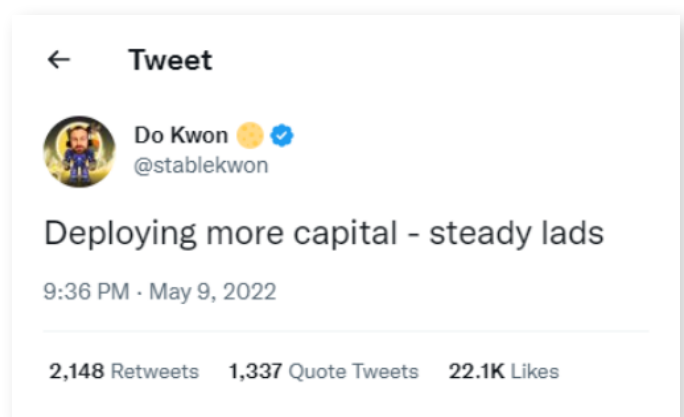 Tweet
Do Kwon
@stablekwon
Deploying more capital - steady lads
9:36 PM · May 9, 2022
2,148 Retweets 1,337 Quote Tweets 22.1K Likes